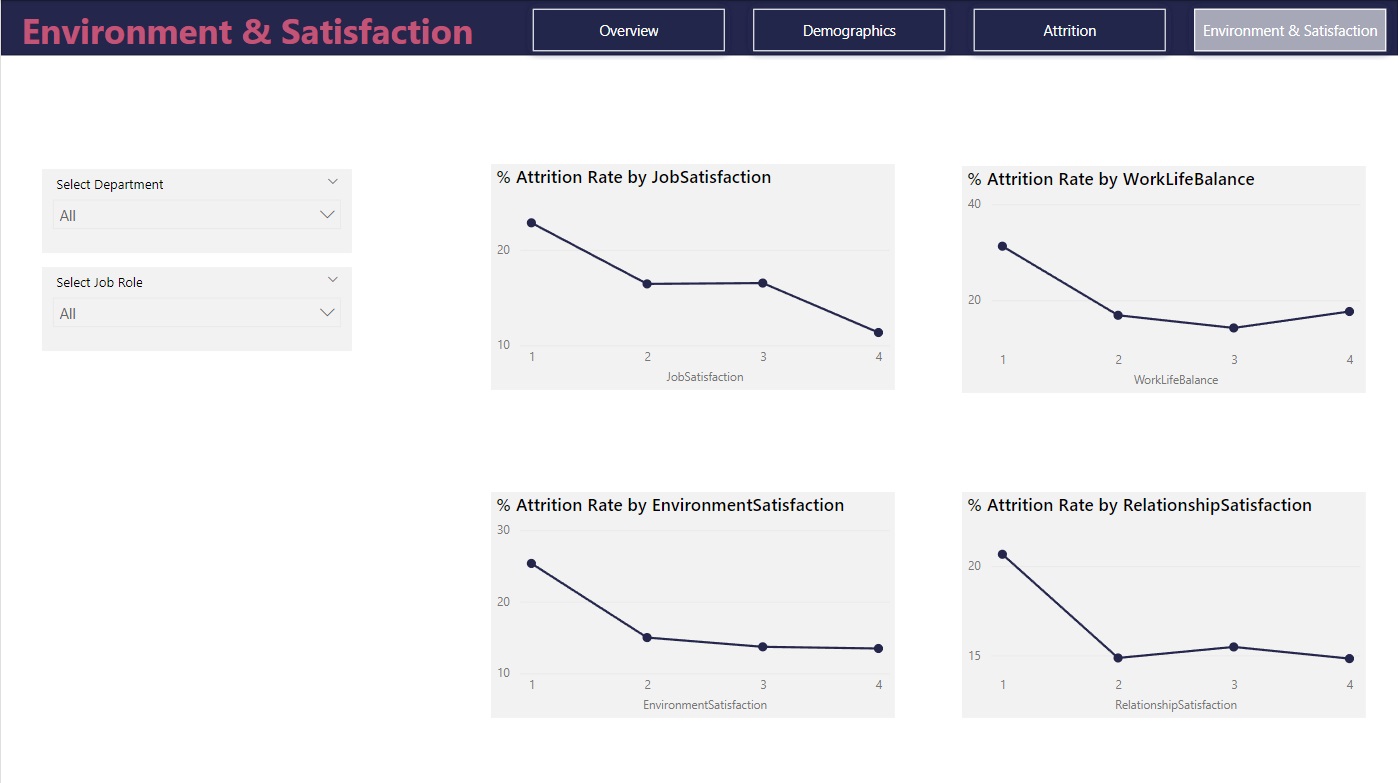 Environment & Satisfaction
Overview
Demographics
Attrition
Environment & Satisfaction
Select Department
All
Select Job Role
All
% Attrition Rate by JobSatisfaction
20
10
1 2 3 4
JobSatisfaction
% Attrition Rate by WorkLifeBalance
40
20
1 2 3 4
WorkLifeBalance
% Attrition Rate by EnvironmentSatisfaction
30
20
10
1 2 3 4
EnvironmentSatisfaction
% Attrition Rate by RelationshipSatisfaction
20
15
1 2 3 4
RelationshipSatisfaction